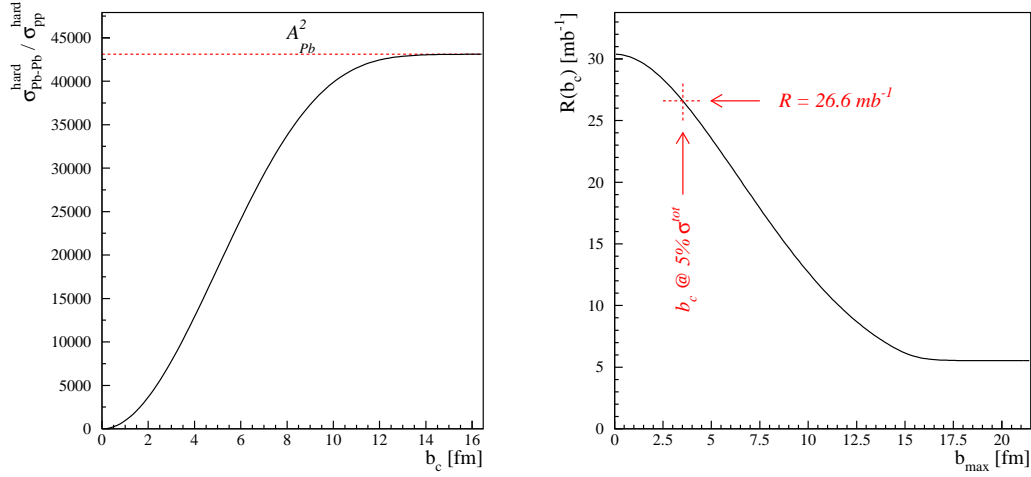 σ^hard_Pb-Pb / σ^hard_pp
A^2_Pb
45000
40000
35000
30000
25000
20000
15000
10000
5000
0
0 2 4 6 8 10 12 14 16
b_c [fm]
R(b_c) [mb^-1]
30
25
20
15
10
5
0
R = 26.6 mb^-1
b_c @ 5% σ^tot
0 2.5 5 7.5 10 12.5 15 17.5 20
b_max [fm]